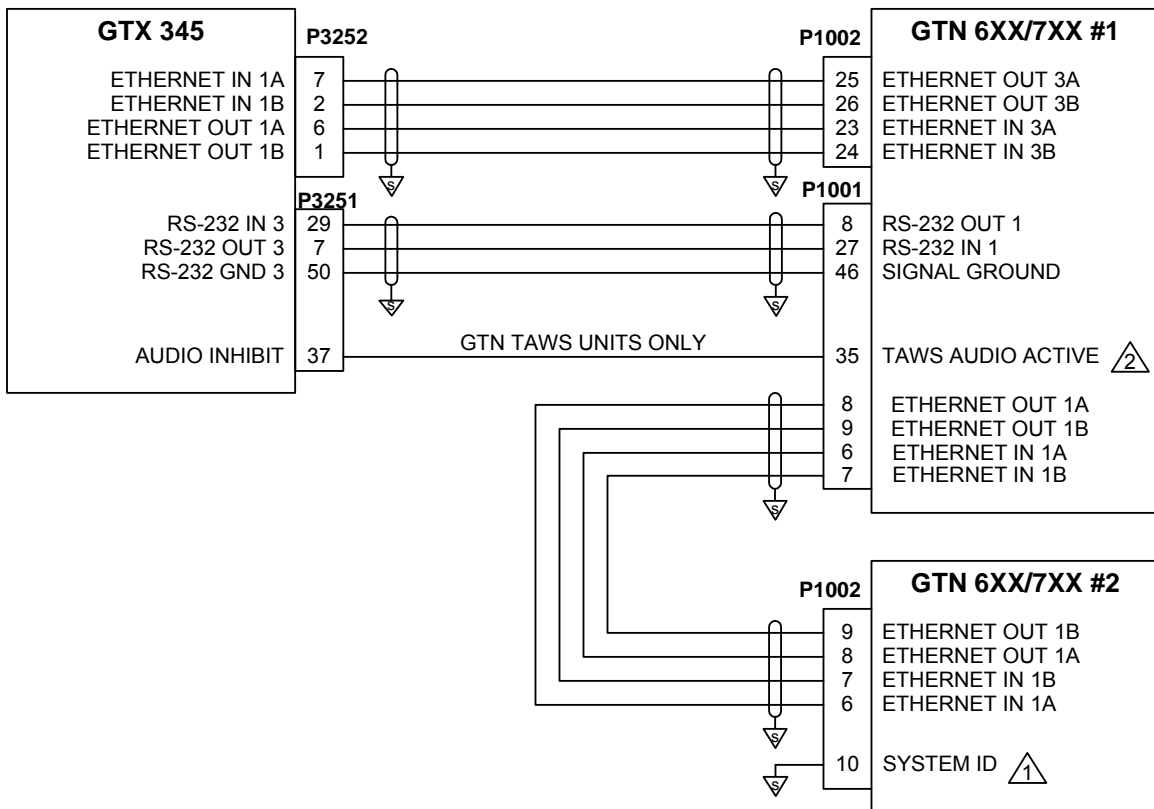 GTX 345
P3252
ETHERNET IN 1A 7
ETHERNET IN 1B 2
ETHERNET OUT 1A 6
ETHERNET OUT 1B 1
S
P3251
RS-232 IN 3 29
RS-232 OUT 3 7
RS-232 GND 3 50
S
AUDIO INHIBIT 37
GTN TAWS UNITS ONLY
GTN 6XX/7XX #1
P1002
25 ETHERNET OUT 3A
26 ETHERNET OUT 3B
23 ETHERNET IN 3A
24 ETHERNET IN 3B
S
P1001
8 RS-232 OUT 1
27 RS-232 IN 1
46 SIGNAL GROUND
S
35 TAWS AUDIO ACTIVE 2
8 ETHERNET OUT 1A
9 ETHERNET OUT 1B
6 ETHERNET IN 1A
7 ETHERNET IN 1B
S
GTN 6XX/7XX #2
P1002
9 ETHERNET OUT 1B
8 ETHERNET OUT 1A
7 ETHERNET IN 1B
6 ETHERNET IN 1A
S
10 SYSTEM ID 1
S